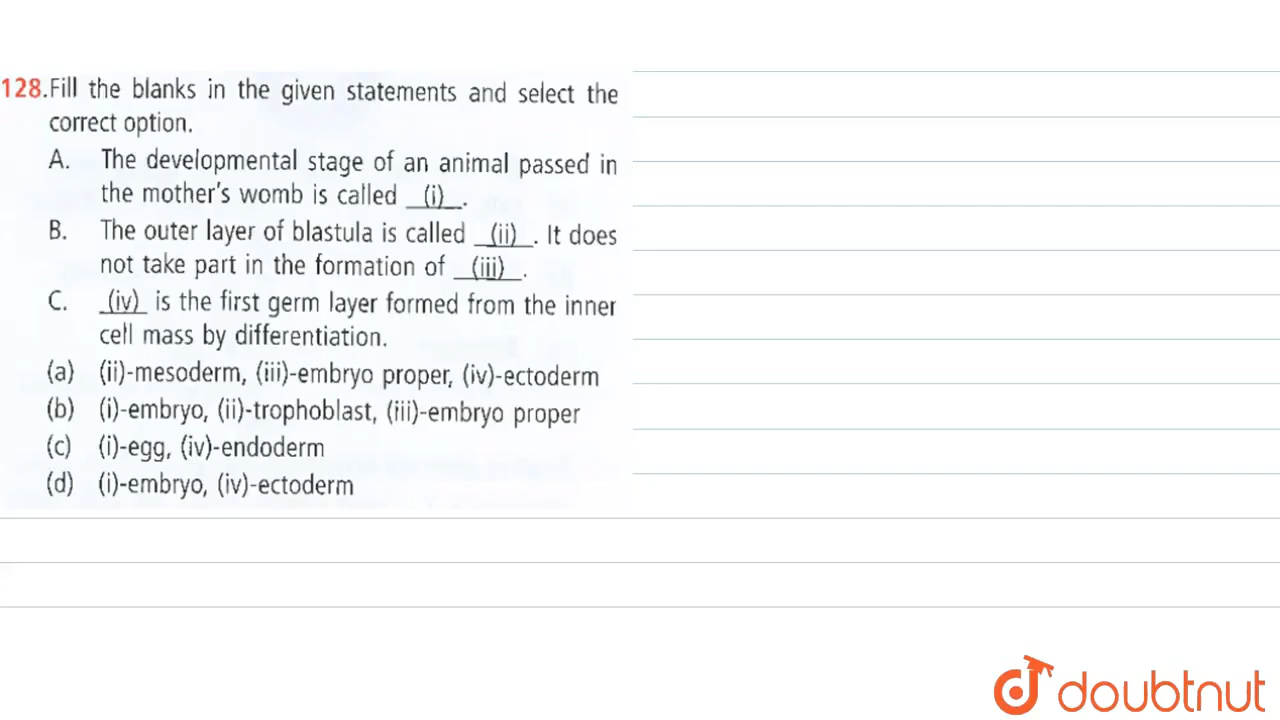 128.Fill the blanks in the given statements and select the
correct option.
A. The developmental stage of an animal passed in
the mother's womb is called (i).
B. The outer layer of blastula is called (ii). It does
not take part in the formation of (iii).
C. (iv) is the first germ layer formed from the inner
cell mass by differentiation.
(a) (ii)-mesoderm, (iii)-embryo proper, (iv)-ectoderm
(b) (i)-embryo, (ii)-trophoblast, (iii)-embryo proper
(c) (i)-egg, (iv)-endoderm
(d) (i)-embryo, (iv)-ectoderm
doubtnut